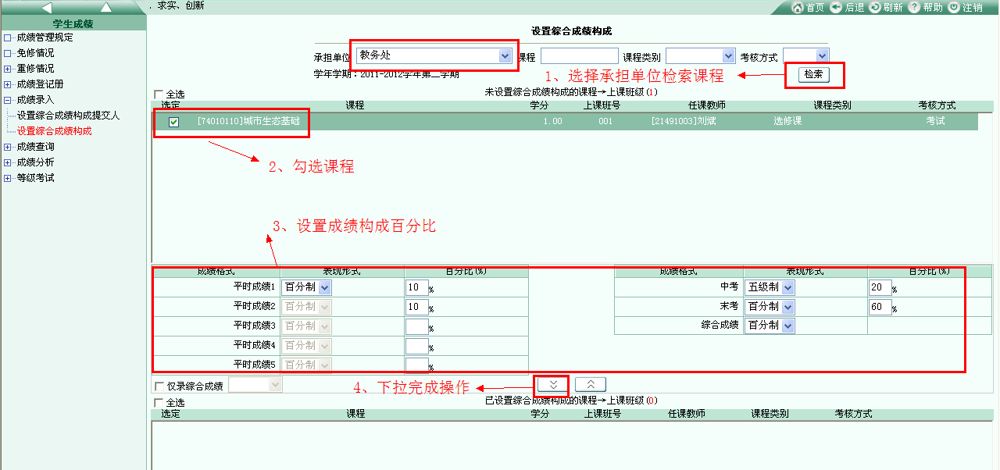 . 求实、创新
首页 后退 刷新 帮助 注销
学生成绩
成绩管理规定
免修情况
重修情况
成绩登记册
成绩录入
设置综合成绩构成提交人
设置综合成绩构成
成绩查询
成绩分析
等级考试
设置综合成绩构成
承担单位 教务处 课程 课程类别 考核方式
学年学期：2011-2012学年第二学期
1、选择承担单位检索课程
检索
全选 未设置综合成绩构成的课程→上课班级(1)
选定 课程 学分 上课班号 任课教师 课程类别 考核方式
[74010110]城市生态基础 1.00 001 [21491003]刘斌 选修课 考试
2、勾选课程
3、设置成绩构成百分比
成绩格式 表现形式 百分比(%) 成绩格式 表现形式 百分比(%)
平时成绩1 百分制 10 % 中考 五级制 20 %
平时成绩2 百分制 10 % 末考 百分制 60 %
平时成绩3 百分制 % 综合成绩 百分制
平时成绩4 百分制 %
平时成绩5 百分制 %
仅录综合成绩 4、下拉完成操作
全选 已设置综合成绩构成的课程→上课班级(0)
选定 课程 学分 上课班号 任课教师 课程类别 考核方式